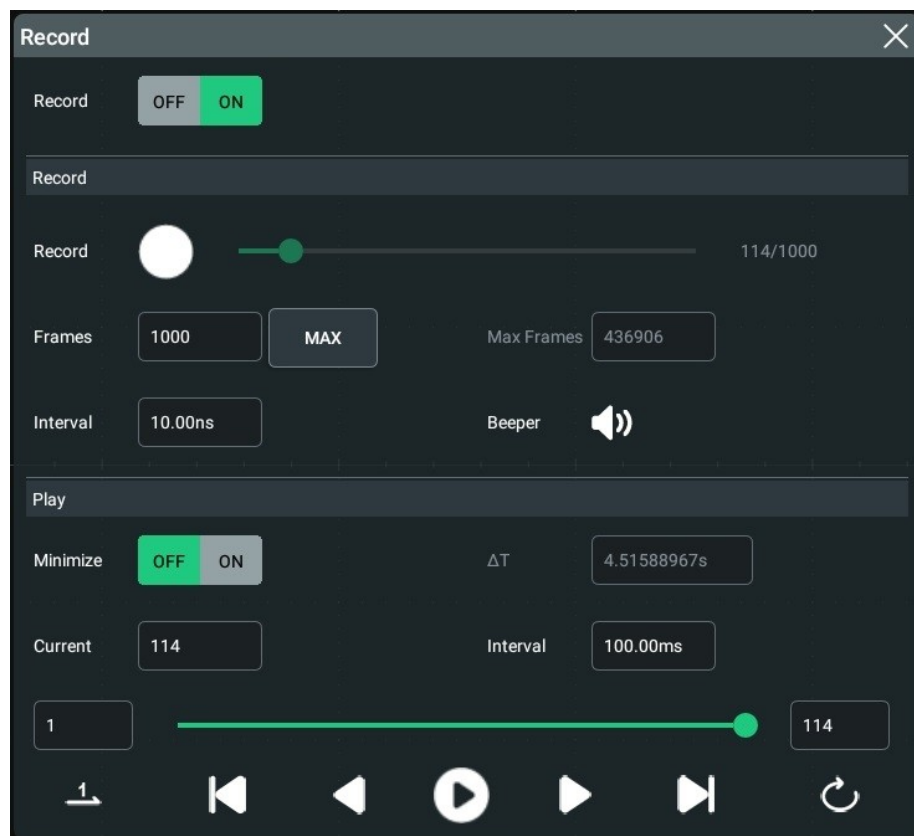 Record
Record OFF ON
Record
Record 114/1000
Frames 1000 MAX Max Frames 436906
Interval 10.00ns Beeper
Play
Minimize OFF ON ΔT 4.51588967s
Current 114 Interval 100.00ms
1 114
1